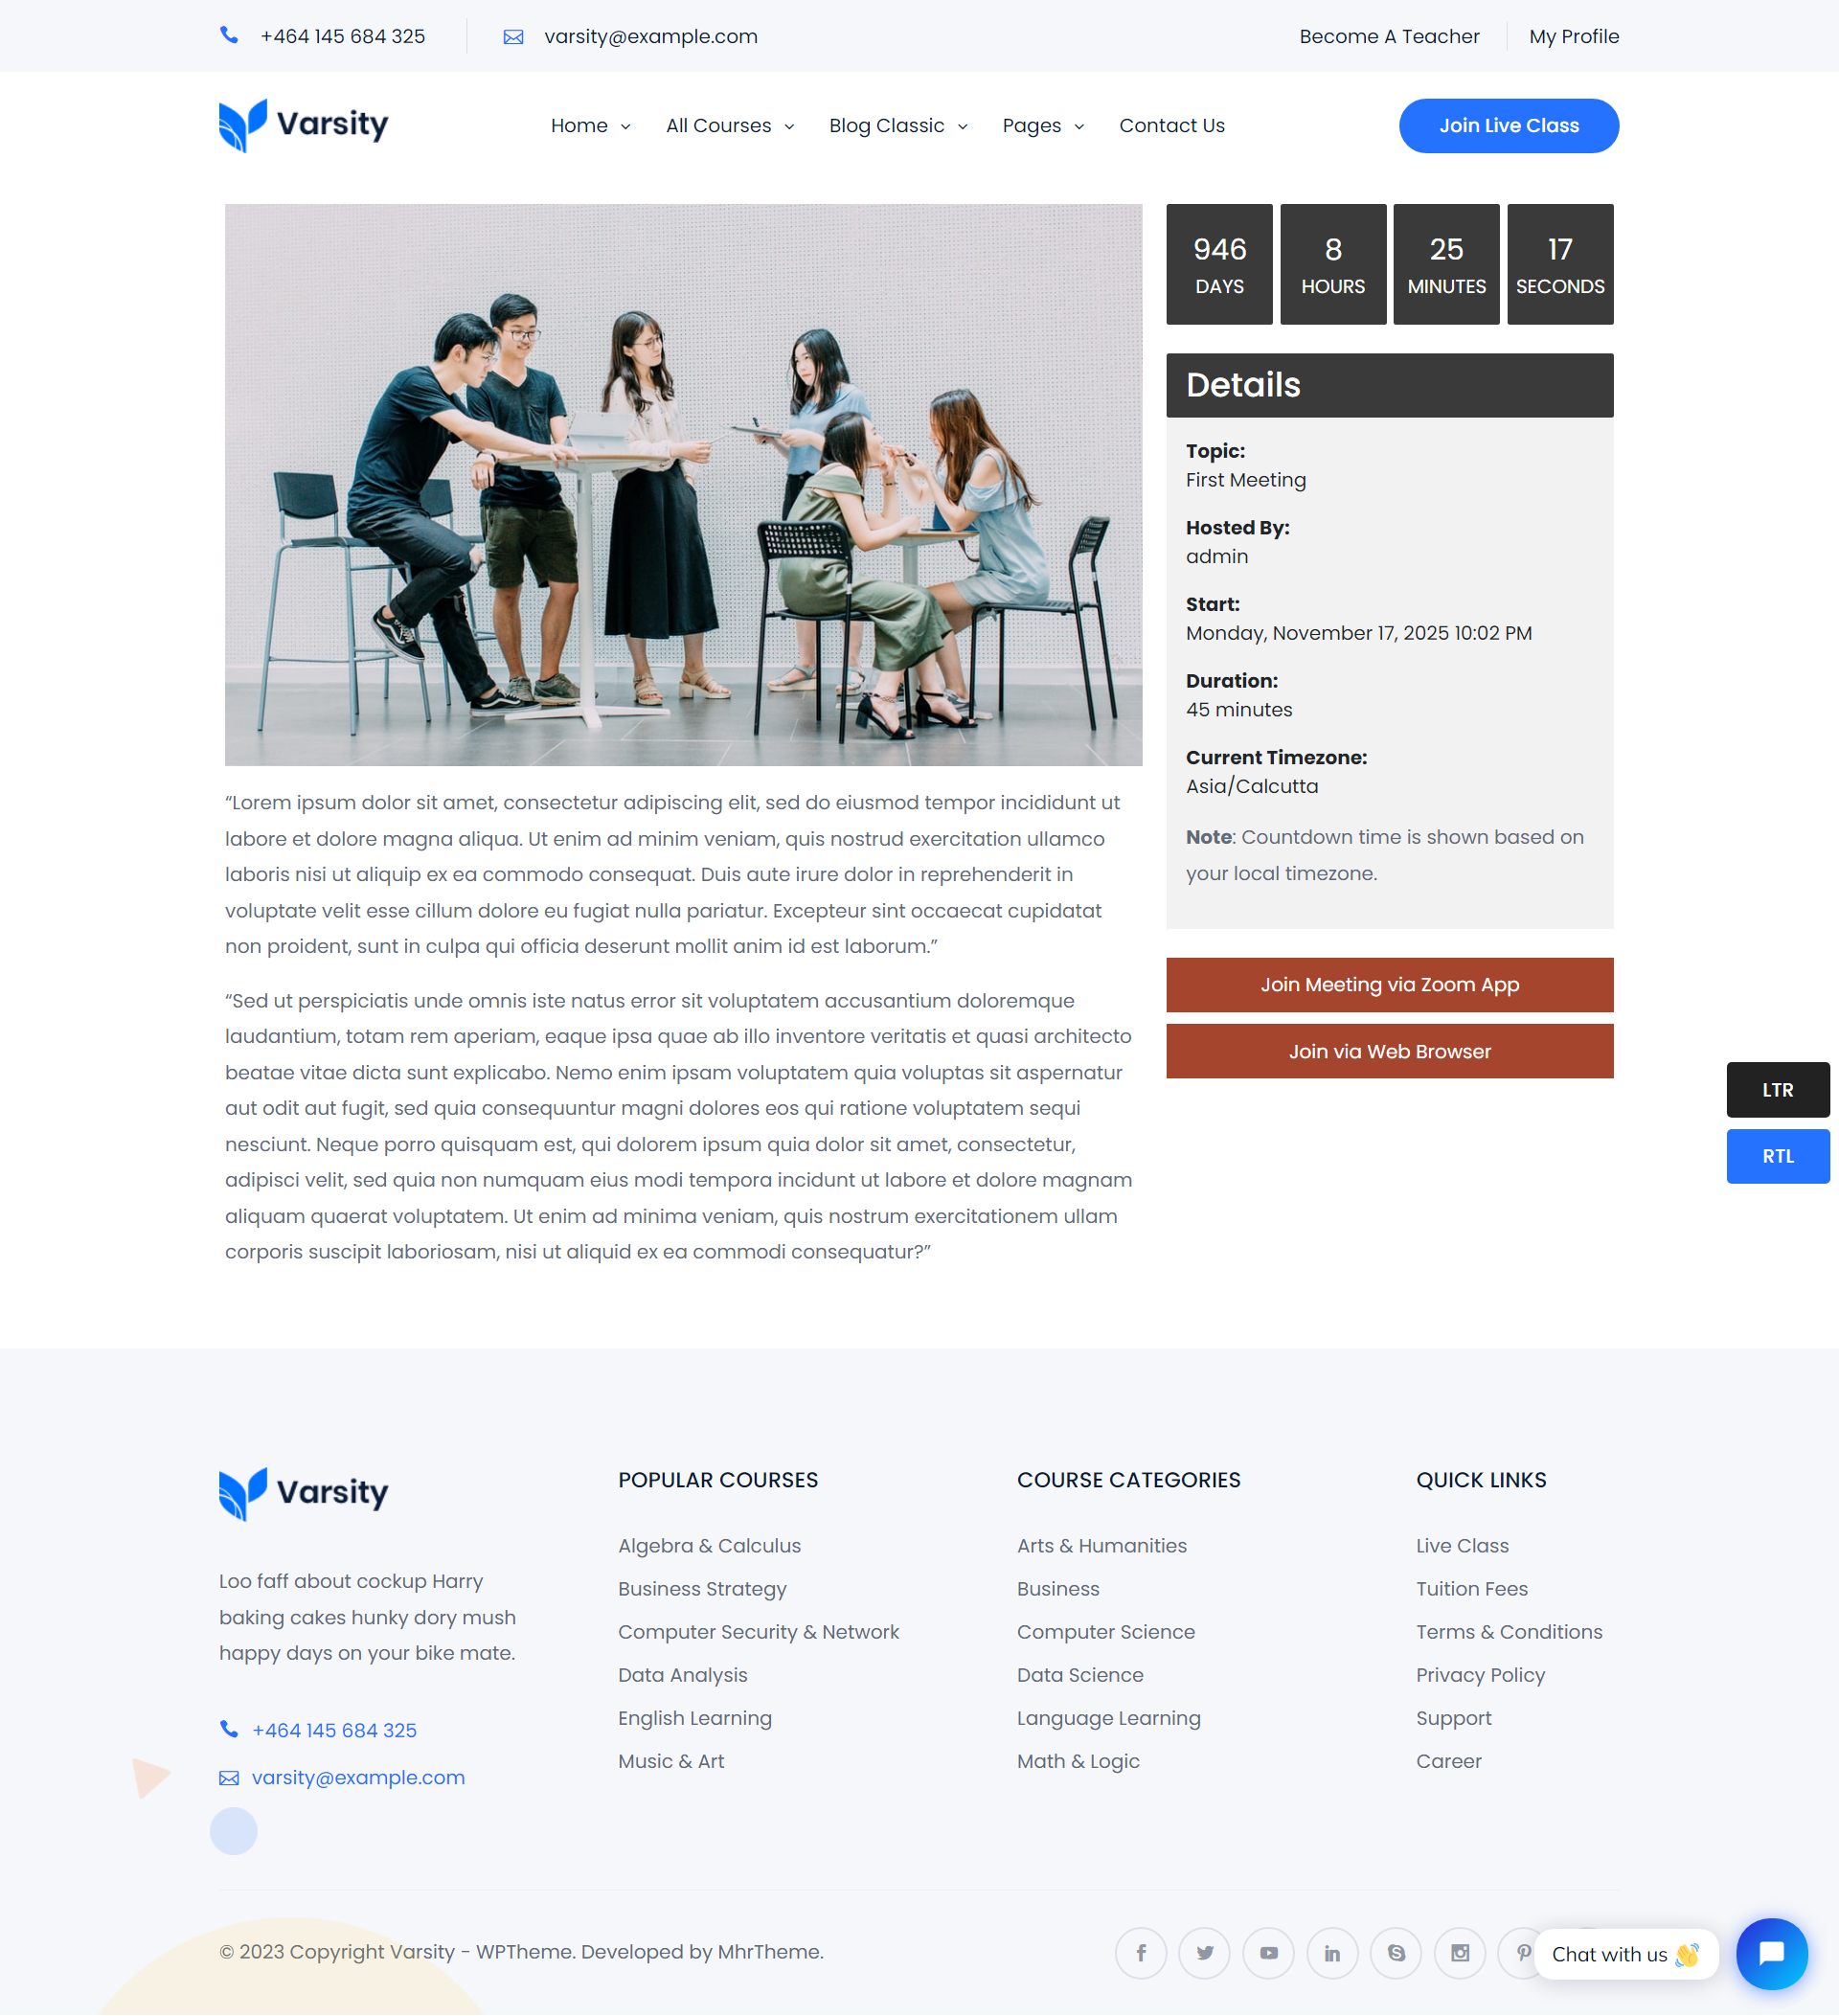 +464 145 684 325
varsity@example.com
Become A Teacher
My Profile
Varsity
Home
All Courses
Blog Classic
Pages
Contact Us
Join Live Class
946
DAYS
8
HOURS
25
MINUTES
17
SECONDS
Details
Topic:
First Meeting
Hosted By:
admin
Start:
Monday, November 17, 2025 10:02 PM
Duration:
45 minutes
Current Timezone:
Asia/Calcutta
Note: Countdown time is shown based on
your local timezone.
Join Meeting via Zoom App
Join via Web Browser
“Lorem ipsum dolor sit amet, consectetur adipiscing elit, sed do eiusmod tempor incididunt ut
labore et dolore magna aliqua. Ut enim ad minim veniam, quis nostrud exercitation ullamco
laboris nisi ut aliquip ex ea commodo consequat. Duis aute irure dolor in reprehenderit in
voluptate velit esse cillum dolore eu fugiat nulla pariatur. Excepteur sint occaecat cupidatat
non proident, sunt in culpa qui officia deserunt mollit anim id est laborum.”
“Sed ut perspiciatis unde omnis iste natus error sit voluptatem accusantium doloremque
laudantium, totam rem aperiam, eaque ipsa quae ab illo inventore veritatis et quasi architecto
beatae vitae dicta sunt explicabo. Nemo enim ipsam voluptatem quia voluptas sit aspernatur
aut odit aut fugit, sed quia consequuntur magni dolores eos qui ratione voluptatem sequi
nesciunt. Neque porro quisquam est, qui dolorem ipsum quia dolor sit amet, consectetur,
adipisci velit, sed quia non numquam eius modi tempora incidunt ut labore et dolore magnam
aliquam quaerat voluptatem. Ut enim ad minima veniam, quis nostrum exercitationem ullam
corporis suscipit laboriosam, nisi ut aliquid ex ea commodi consequatur?”
LTR
RTL
Varsity
Loo faff about cockup Harry
baking cakes hunky dory mush
happy days on your bike mate.
+464 145 684 325
varsity@example.com
POPULAR COURSES
Algebra & Calculus
Business Strategy
Computer Security & Network
Data Analysis
English Learning
Music & Art
COURSE CATEGORIES
Arts & Humanities
Business
Computer Science
Data Science
Language Learning
Math & Logic
QUICK LINKS
Live Class
Tuition Fees
Terms & Conditions
Privacy Policy
Support
Career
© 2023 Copyright Varsity - WPTheme. Developed by MhrTheme.
Chat with us 👋